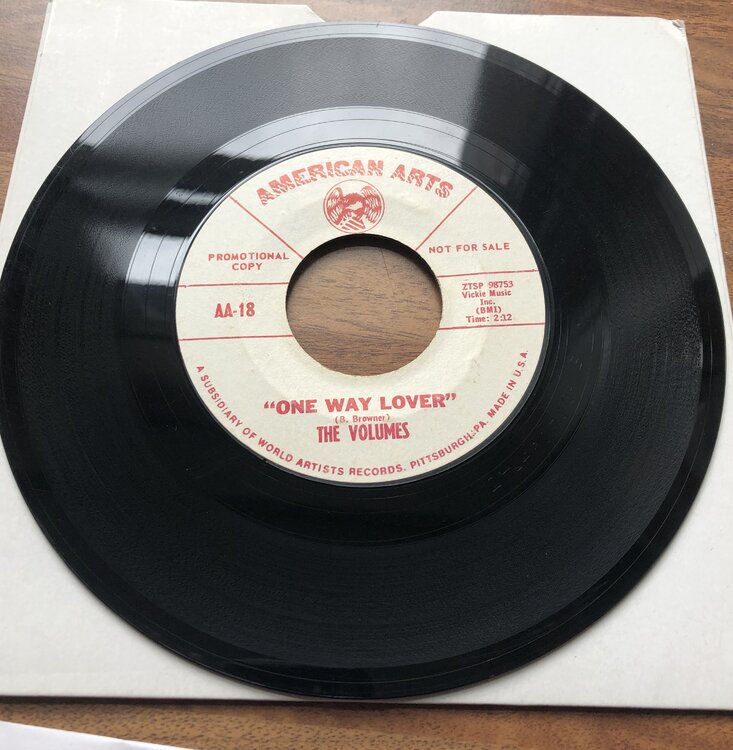 AMERICAN ARTS
PROMOTIONAL
COPY
NOT FOR SALE
AA-18
ZTSP 98753
Vickie Music
Inc.
(BMI)
Time: 2:12
"ONE WAY LOVER"
(B. Browner)
THE VOLUMES
A SUBSIDIARY OF WORLD ARTISTS RECORDS. PITTSBURGH, PA. MADE IN U.S.A.